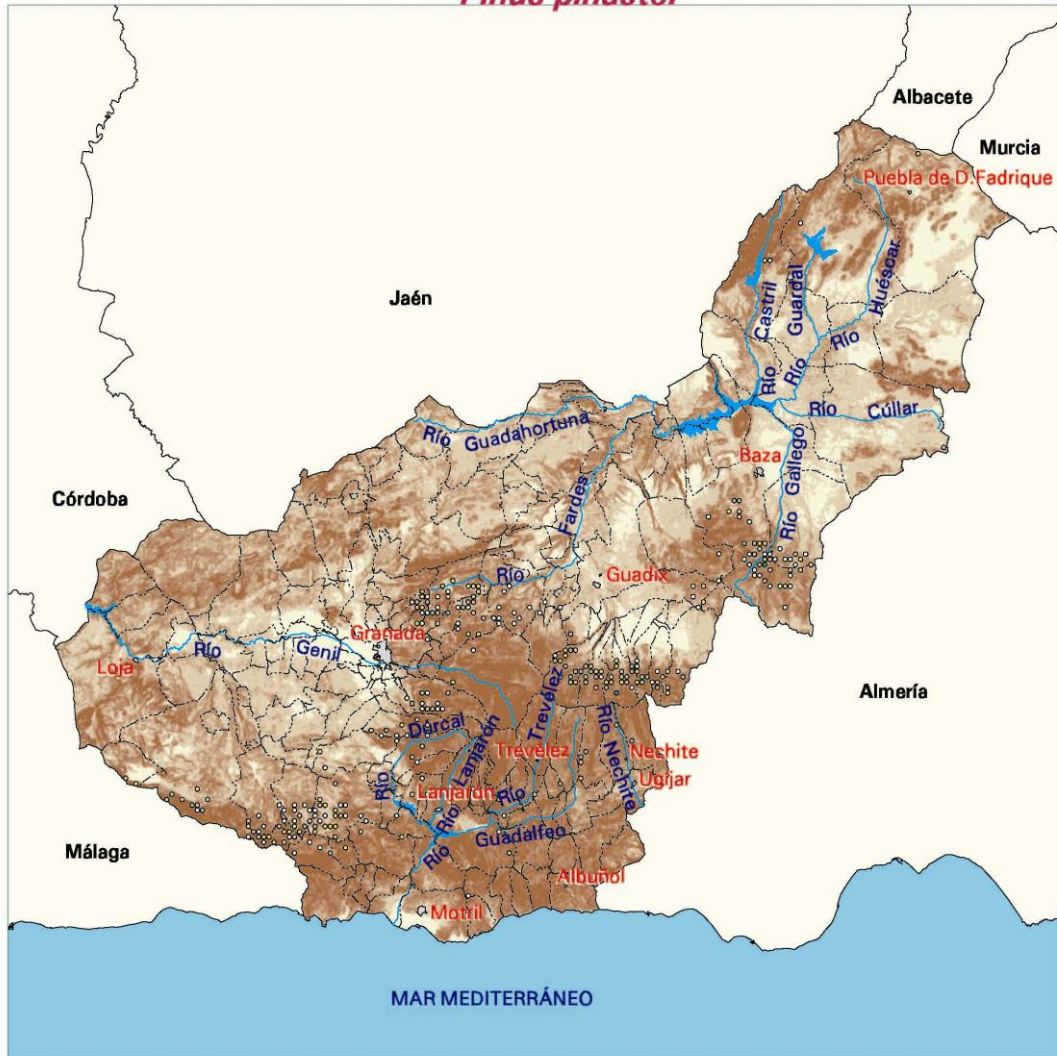 Pinus pinaster
Albacete
Murcia
Puebla de D.Fadrique
Jaén
Río Castril
Río Guardal
Río Huéscar
Río Cúllar
Río Guadahortuna
Baza
Río Gallego
Córdoba
Río Fardes
Guadix
Granada
Loja
Río Genil
Almería
Río Dúrcal
Río Lanjarón
Río Trevélez
Trevélez
Río Nechite
Nechite
Ugíjar
Lanjarón
Río Guadalfeo
Málaga
Albuñol
Motril
MAR MEDITERRÁNEO